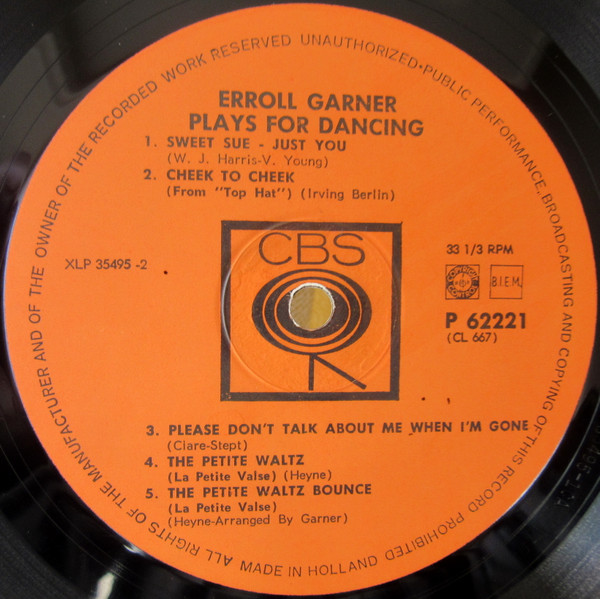 ALL RIGHTS OF THE MANUFACTURER AND OF THE OWNER OF THE RECORDED WORK RESERVED UNAUTHORIZED•PUBLIC PERFORMANCE, BROADCASTING AND COPYING OF THIS RECORD PROHIBITED
ERROLL GARNER
PLAYS FOR DANCING
1. SWEET SUE - JUST YOU
(W. J. Harris-V. Young)
2. CHEEK TO CHEEK
(From "Top Hat") (Irving Berlin)
CBS
XLP 35495 -2
33 1/3 RPM
B.I.E.M.
P 62221
(CL 667)
3. PLEASE DON'T TALK ABOUT ME WHEN I'M GONE
(Clare-Stept)
4. THE PETITE WALTZ
(La Petite Valse) (Heyne)
5. THE PETITE WALTZ BOUNCE
(La Petite Valse)
(Heyne-Arranged By Garner)
MADE IN HOLLAND